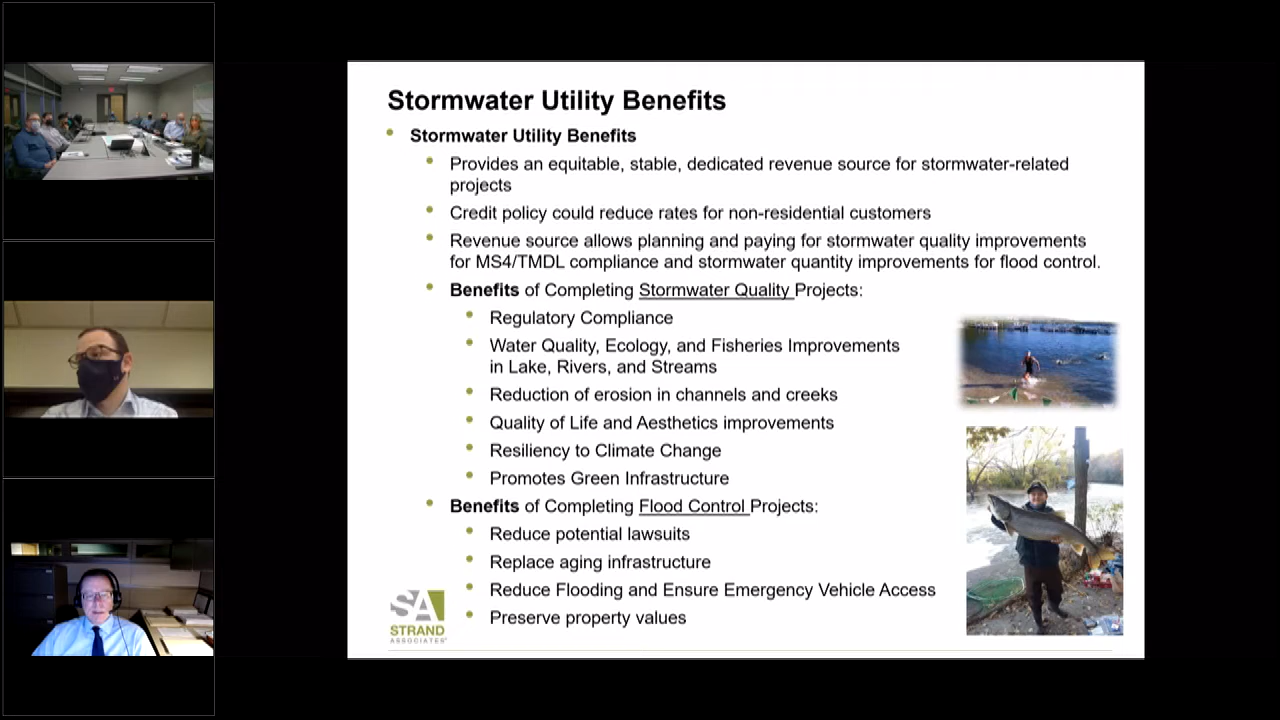 Stormwater Utility Benefits
Stormwater Utility Benefits
Provides an equitable, stable, dedicated revenue source for stormwater-related
projects
Credit policy could reduce rates for non-residential customers
Revenue source allows planning and paying for stormwater quality improvements
for MS4/TMDL compliance and stormwater quantity improvements for flood control.
Benefits of Completing Stormwater Quality Projects:
Regulatory Compliance
Water Quality, Ecology, and Fisheries Improvements
in Lake, Rivers, and Streams
Reduction of erosion in channels and creeks
Quality of Life and Aesthetics improvements
Resiliency to Climate Change
Promotes Green Infrastructure
Benefits of Completing Flood Control Projects:
Reduce potential lawsuits
Replace aging infrastructure
Reduce Flooding and Ensure Emergency Vehicle Access
Preserve property values
SA
STRAND
ASSOCIATES